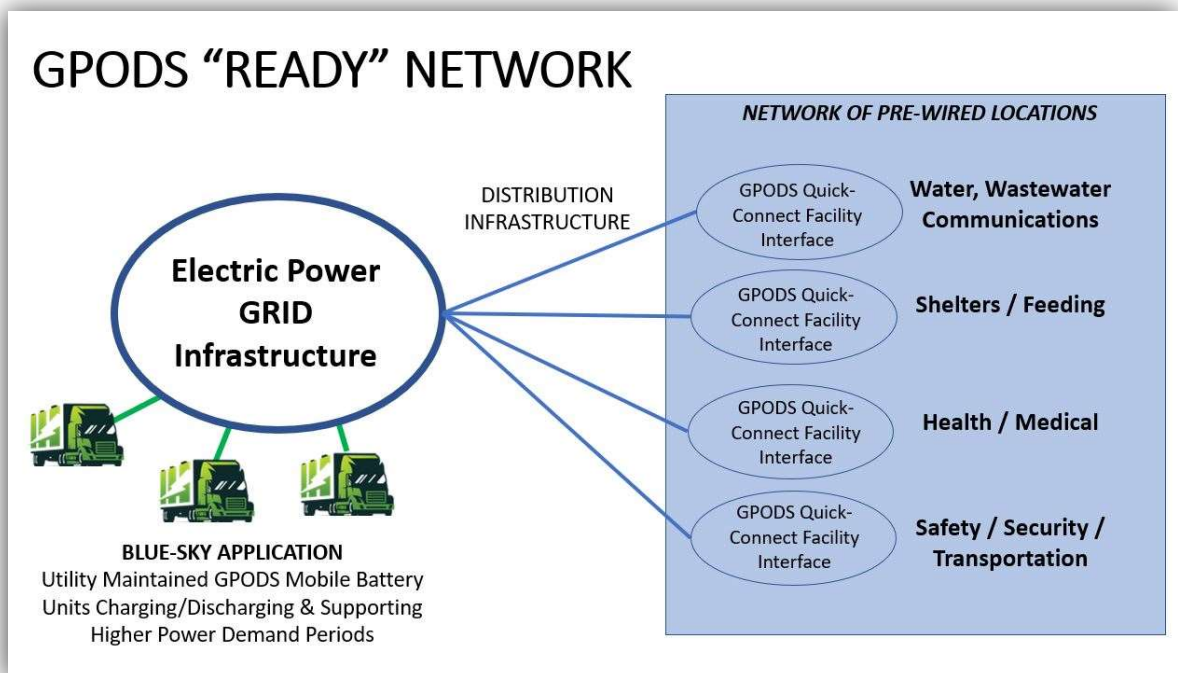 GPODS “READY” NETWORK
NETWORK OF PRE-WIRED LOCATIONS
DISTRIBUTION
INFRASTRUCTURE
Electric Power
GRID
Infrastructure
GPODS Quick-
Connect Facility
Interface
Water, Wastewater
Communications
GPODS Quick-
Connect Facility
Interface
Shelters / Feeding
GPODS Quick-
Connect Facility
Interface
Health / Medical
GPODS Quick-
Connect Facility
Interface
Safety / Security /
Transportation
BLUE-SKY APPLICATION
Utility Maintained GPODS Mobile Battery
Units Charging/Discharging & Supporting
Higher Power Demand Periods